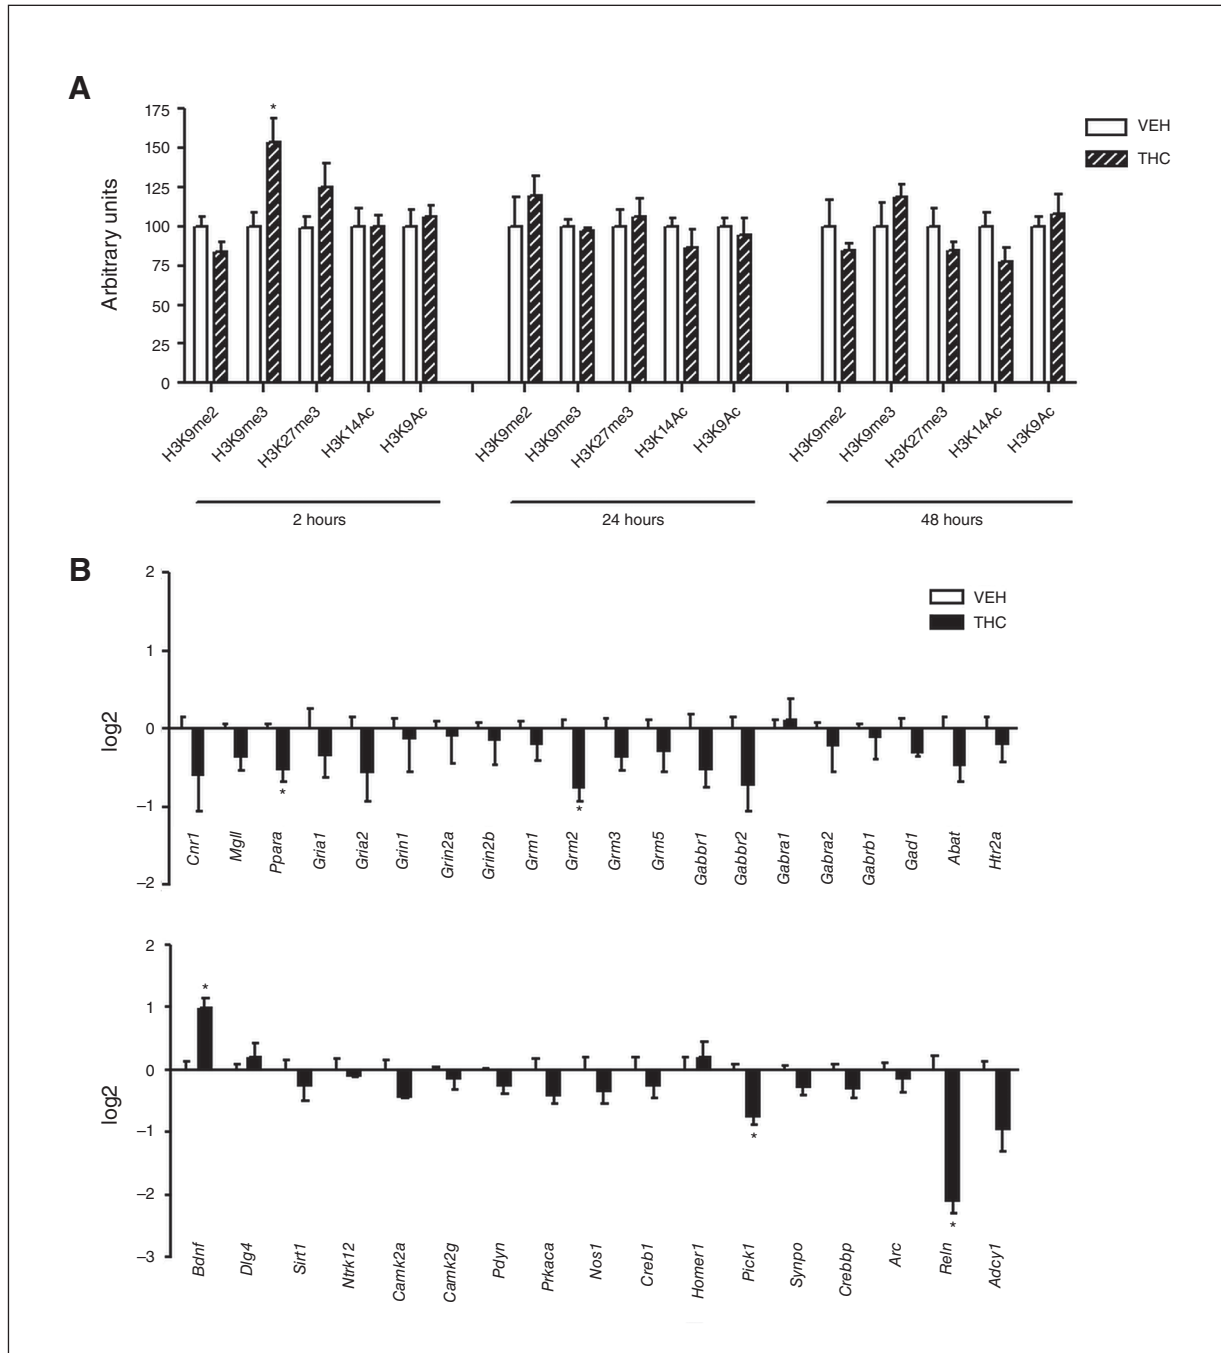 A
175
150
125
100
75
50
25
0
Arbitrary units
*
VEH
THC
H3K9me2
H3K9me3
H3K27me3
H3K14Ac
H3K9Ac
H3K9me2
H3K9me3
H3K27me3
H3K14Ac
H3K9Ac
H3K9me2
H3K9me3
H3K27me3
H3K14Ac
H3K9Ac
2 hours
24 hours
48 hours
B
2
1
0
–1
–2
log2
VEH
THC
*
*
Cnr1
Mgll
Ppara
Gria1
Gria2
Grin1
Grin2a
Grin2b
Grm1
Grm2
Grm3
Grm5
Gabbr1
Gabbr2
Gabra1
Gabra2
Gabrb1
Gad1
Abat
Htr2a
2
1
0
–1
–2
–3
log2
*
*
*
Bdnf
Dlg4
Sirt1
Ntrk12
Camk2a
Camk2g
Pdyn
Prkaca
Nos1
Creb1
Homer1
Pick1
Synpo
Crebbp
Arc
Reln
Adcy1